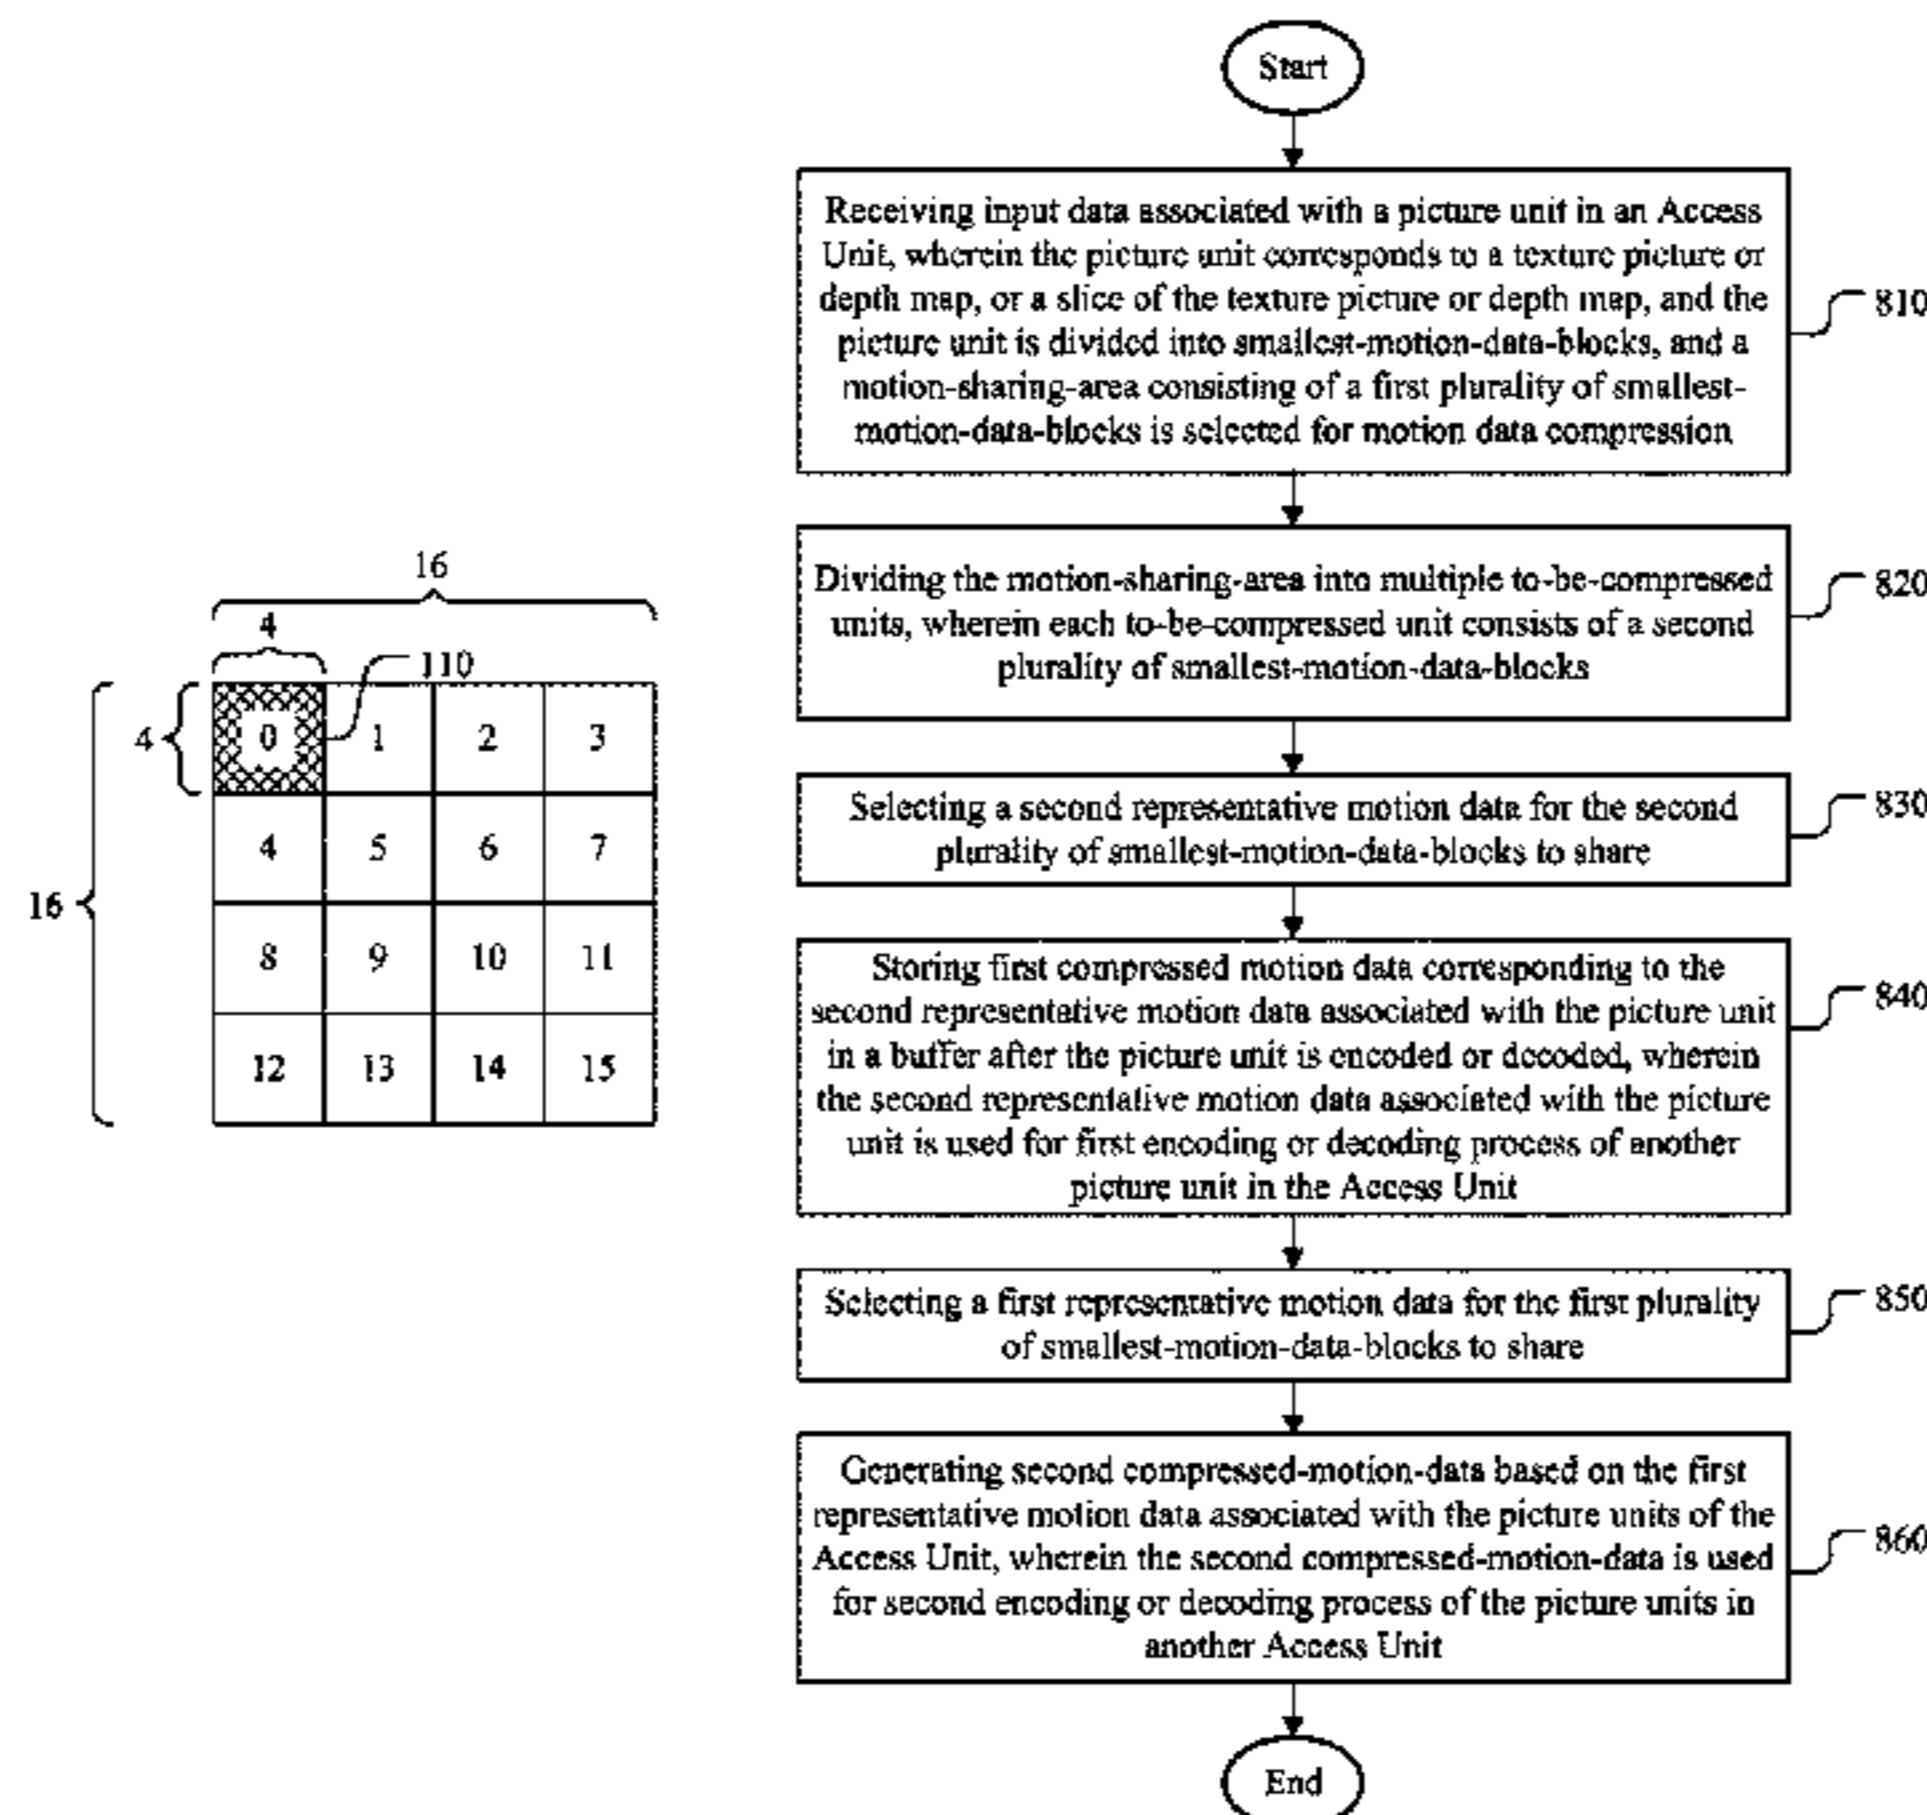 16
4
110
4
16
0 1 2 3
4 5 6 7
8 9 10 11
12 13 14 15
Start
Receiving input data associated with a picture unit in an Access
Unit, wherein the picture unit corresponds to a texture picture or
depth map, or a slice of the texture picture or depth map, and the
picture unit is divided into smallest-motion-data-blocks, and a
motion-sharing-area consisting of a first plurality of smallest-
motion-data-blocks is selected for motion data compression
810
Dividing the motion-sharing-area into multiple to-be-compressed
units, wherein each to-be-compressed unit consists of a second
plurality of smallest-motion-data-blocks
820
Selecting a second representative motion data for the second
plurality of smallest-motion-data-blocks to share
830
Storing first compressed motion data corresponding to the
second representative motion data associated with the picture unit
in a buffer after the picture unit is encoded or decoded, wherein
the second representative motion data associated with the picture
unit is used for first encoding or decoding process of another
picture unit in the Access Unit
840
Selecting a first representative motion data for the first plurality
of smallest-motion-data-blocks to share
850
Generating second compressed-motion-data based on the first
representative motion data associated with the picture units of the
Access Unit, wherein the second compressed-motion-data is used
for second encoding or decoding process of the picture units in
another Access Unit
860
End